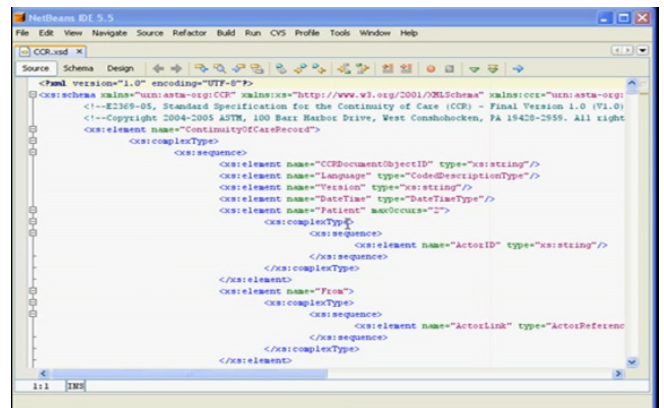 NetBeans IDE 5.5
File Edit View Navigate Source Refactor Build Run CVS Profile Tools Window Help
CCR.xsd
Source Schema Design
<?xml version="1.0" encoding="UTF-8"?>
<xs:schema xmlns="urn:astm-org:CCR" xmlns:xs="http://www.w3.org/2001/XMLSchema" xmlns:ccr="urn:astm-org:
<!--E2369-05, Standard Specification for the Continuity of Care (CCR) - Final Version 1.0 (V1.0)
<!--Copyright 2004-2005 ASTM, 100 Barr Harbor Drive, West Conshohocken, PA 19428-2959. All right
<xs:element name="ContinuityOfCareRecord">
<xs:complexType>
<xs:sequence>
<xs:element name="CCRDocumentObjectID" type="xs:string"/>
<xs:element name="Language" type="CodedDescriptionType"/>
<xs:element name="Version" type="xs:string"/>
<xs:element name="DateTime" type="DateTimeType"/>
<xs:element name="Patient" maxOccurs="2">
<xs:complexType>
<xs:sequence>
<xs:element name="ActorID" type="xs:string"/>
</xs:sequence>
</xs:complexType>
</xs:element>
<xs:element name="From">
<xs:complexType>
<xs:sequence>
<xs:element name="ActorLink" type="ActorReferenc
</xs:sequence>
</xs:complexType>
</xs:element>
1:1 INS